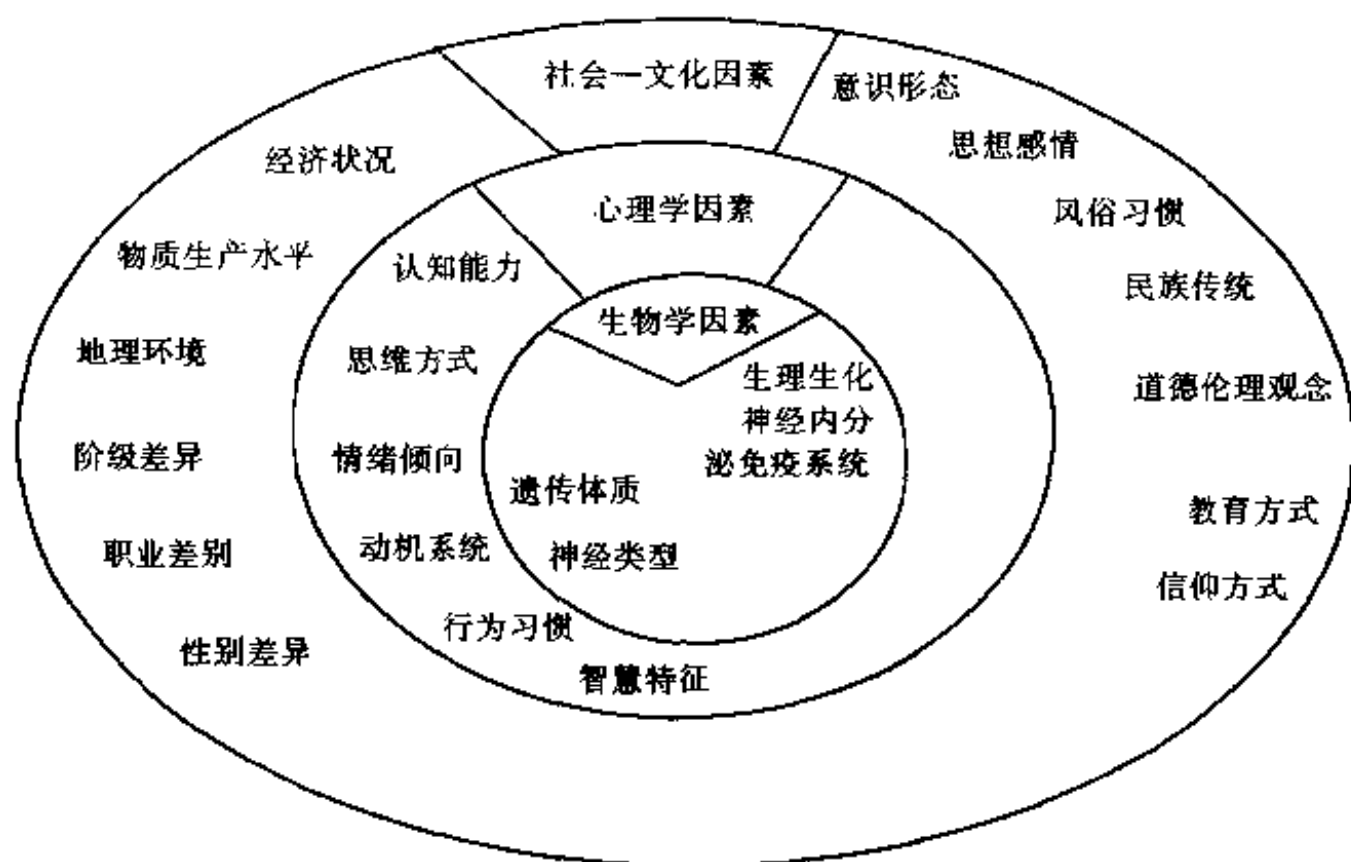 社会—文化因素
意识形态
思想感情
经济状况
风俗习惯
心理学因素
物质生产水平
认知能力
民族传统
生物学因素
地理环境
思维方式
生理生化
道德伦理观念
神经内分
阶级差异
情绪倾向
泌免疫系统
遗传体质
教育方式
职业差别
动机系统
神经类型
信仰方式
行为习惯
性别差异
智慧特征